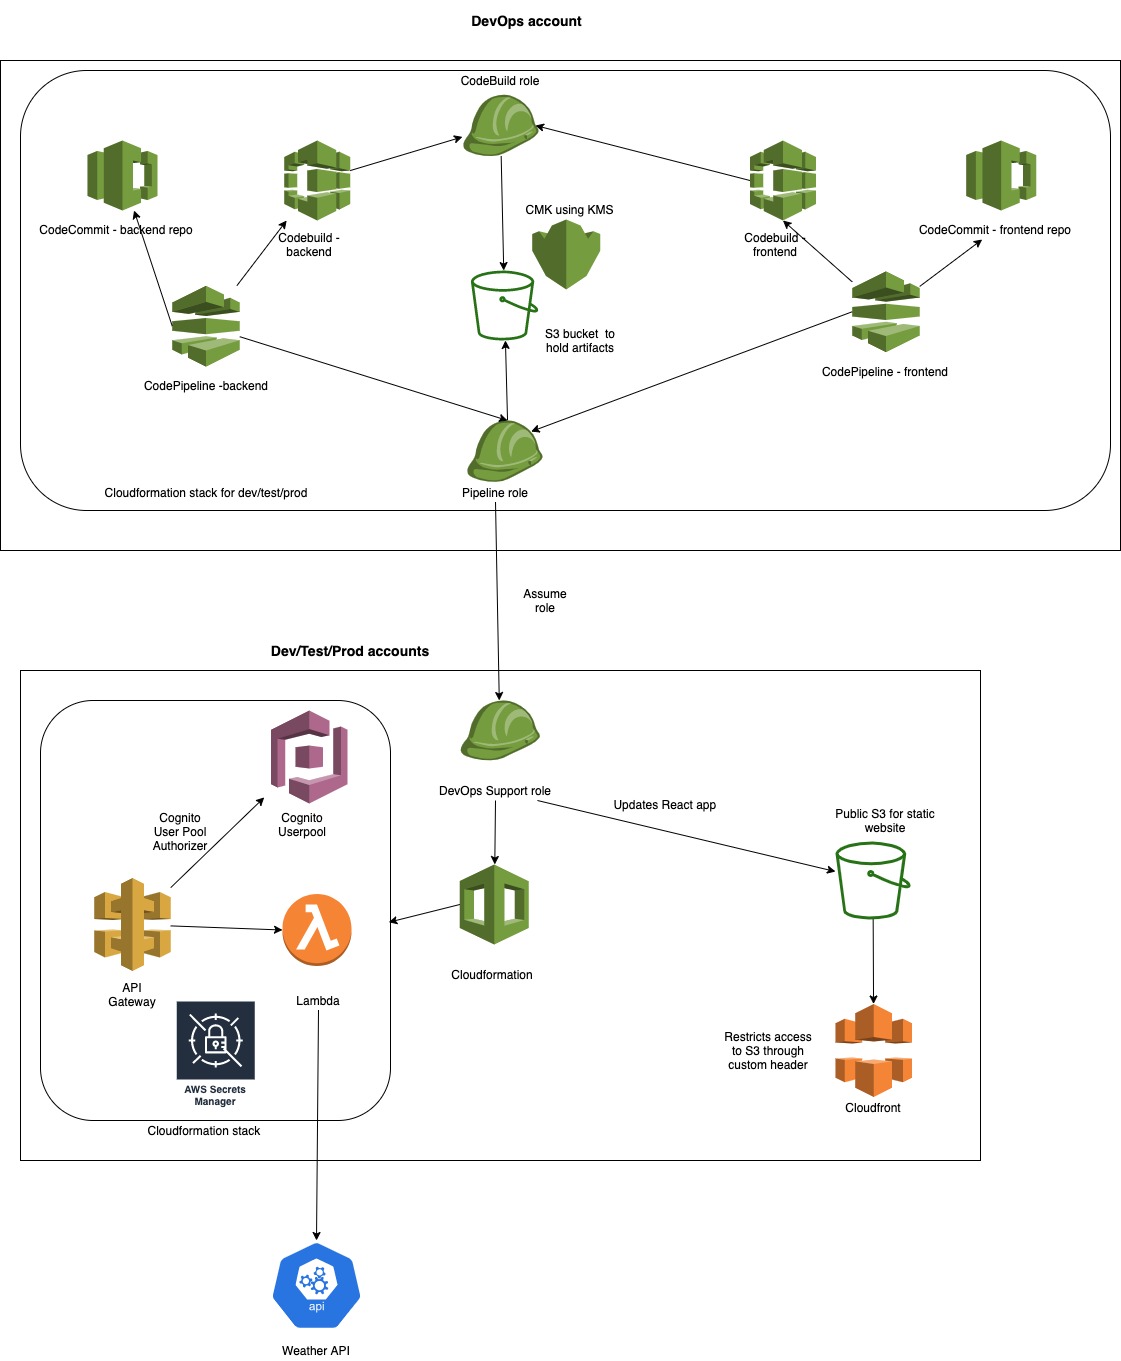 DevOps account
CodeBuild role
CMK using KMS
CodeCommit - backend repo
Codebuild -
backend
Codebuild -
frontend
CodeCommit - frontend repo
S3 bucket  to
hold artifacts
CodePipeline -backend
CodePipeline - frontend
Cloudformation stack for dev/test/prod
Pipeline role
Assume
role
Dev/Test/Prod accounts
DevOps Support role
Updates React app
Cognito
User Pool
Authorizer
Cognito
Userpool
Public S3 for static
website
Cloudformation
API
Gateway
Lambda
Restricts access
to S3 through
custom header
AWS Secrets
Manager
Cloudfront
Cloudformation stack
api
Weather API